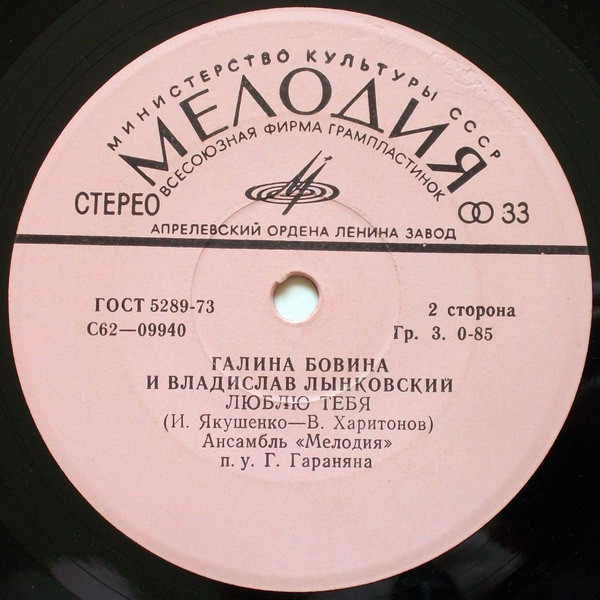 МИНИСТЕРСТВО КУЛЬТУРЫ СССР
МЕЛОДИЯ
ВСЕСОЮЗНАЯ ФИРМА ГРАМПЛАСТИНОК
СТЕРЕО
33
АПРЕЛЕВСКИЙ ОРДЕНА ЛЕНИНА ЗАВОД
ГОСТ 5289-73
2 сторона
С62—09940
Гр. 3. 0-85
ГАЛИНА БОВИНА
И ВЛАДИСЛАВ ЛЫНКОВСКИЙ
ЛЮБЛЮ ТЕБЯ
(И. Якушенко—В. Харитонов)
Ансамбль «Мелодия»
п. у. Г. Гараняна